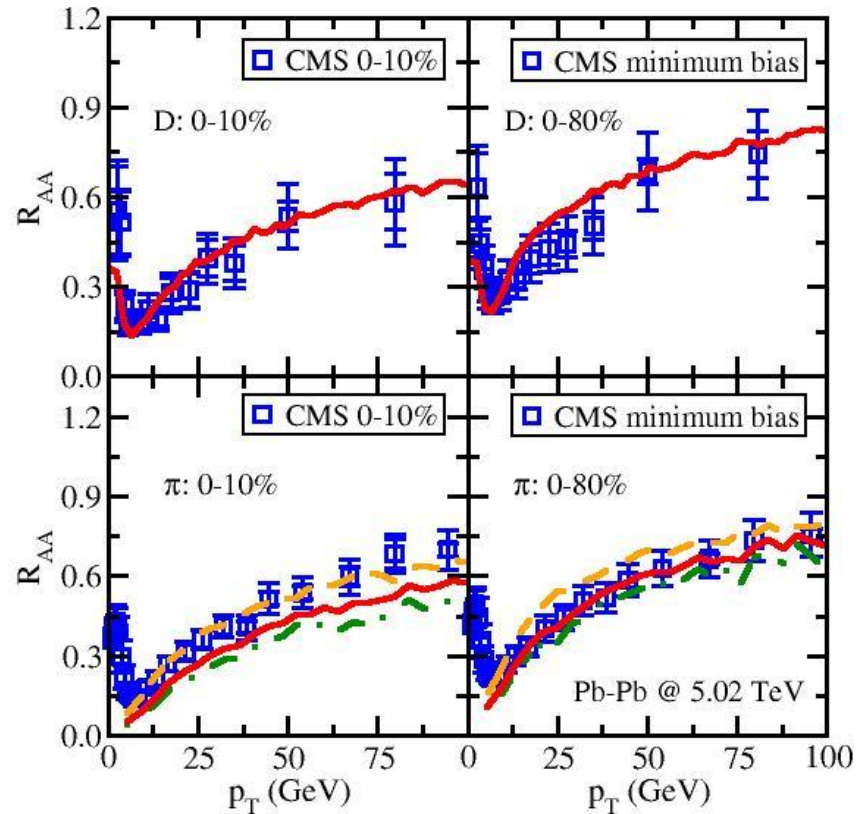 1.2
CMS 0-10%
CMS minimum bias
0.9
D: 0-10%
D: 0-80%
R_AA
0.6
0.3
0.0
CMS 0-10%
CMS minimum bias
1.2
π: 0-10%
π: 0-80%
0.9
R_AA
0.6
0.3
Pb-Pb @ 5.02 TeV
0.0
0 25 50 75 0 25 50 75 100
p_T (GeV) p_T (GeV)